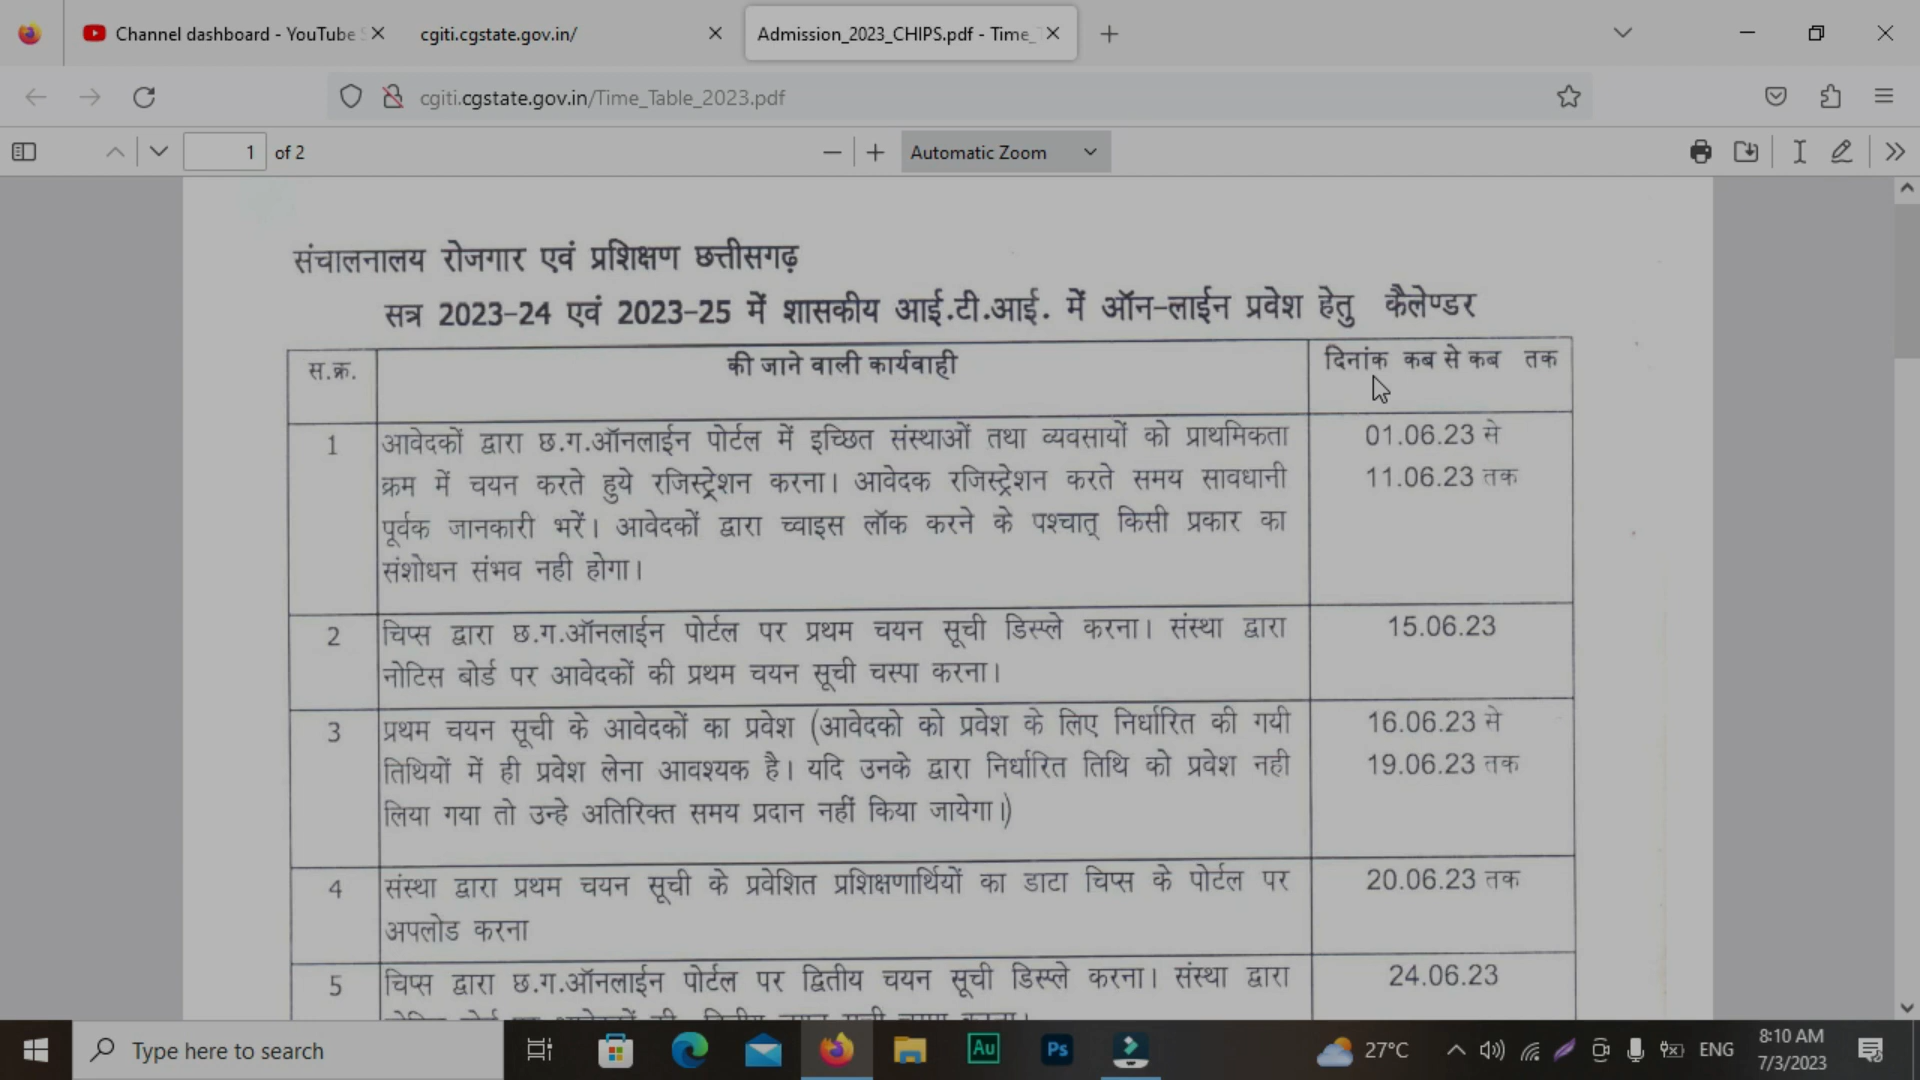 Channel dashboard - YouTube
cgiti.cgstate.gov.in/
Admission_2023_CHIPS.pdf - Time_
cgiti.cgstate.gov.in/Time_Table_2023.pdf
1 of 2
Automatic Zoom
संचालनालय रोजगार एवं प्रशिक्षण छत्तीसगढ़
सत्र 2023-24 एवं 2023-25 में शासकीय आई.टी.आई. में ऑन-लाईन प्रवेश हेतु कैलेण्डर
स.क्र. की जाने वाली कार्यवाही दिनांक कब से कब तक
1 आवेदकों द्वारा छ.ग.ऑनलाईन पोर्टल में इच्छित संस्थाओं तथा व्यवसायों को प्राथमिकता 01.06.23 से
क्रम में चयन करते हुये रजिस्ट्रेशन करना। आवेदक रजिस्ट्रेशन करते समय सावधानी 11.06.23 तक
पूर्वक जानकारी भरें। आवेदकों द्वारा च्वाइस लॉक करने के पश्चात् किसी प्रकार का
संशोधन संभव नही होगा।
2 चिप्स द्वारा छ.ग.ऑनलाईन पोर्टल पर प्रथम चयन सूची डिस्प्ले करना। संस्था द्वारा 15.06.23
नोटिस बोर्ड पर आवेदकों की प्रथम चयन सूची चस्पा करना।
3 प्रथम चयन सूची के आवेदकों का प्रवेश (आवेदको को प्रवेश के लिए निर्धारित की गयी 16.06.23 से
तिथियों में ही प्रवेश लेना आवश्यक है। यदि उनके द्वारा निर्धारित तिथि को प्रवेश नही 19.06.23 तक
लिया गया तो उन्हे अतिरिक्त समय प्रदान नहीं किया जायेगा।)
4 संस्था द्वारा प्रथम चयन सूची के प्रवेशित प्रशिक्षणार्थियों का डाटा चिप्स के पोर्टल पर 20.06.23 तक
अपलोड करना
5 चिप्स द्वारा छ.ग.ऑनलाईन पोर्टल पर द्वितीय चयन सूची डिस्प्ले करना। संस्था द्वारा 24.06.23
Type here to search
Au
Ps
27°C
ENG
8:10 AM
7/3/2023